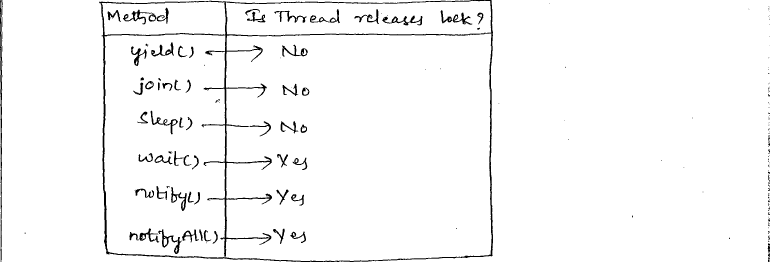 Method Is Thread releases lock?
yield() No
join() No
Sleep() No
wait() Yes
notify() Yes
notifyAll() Yes